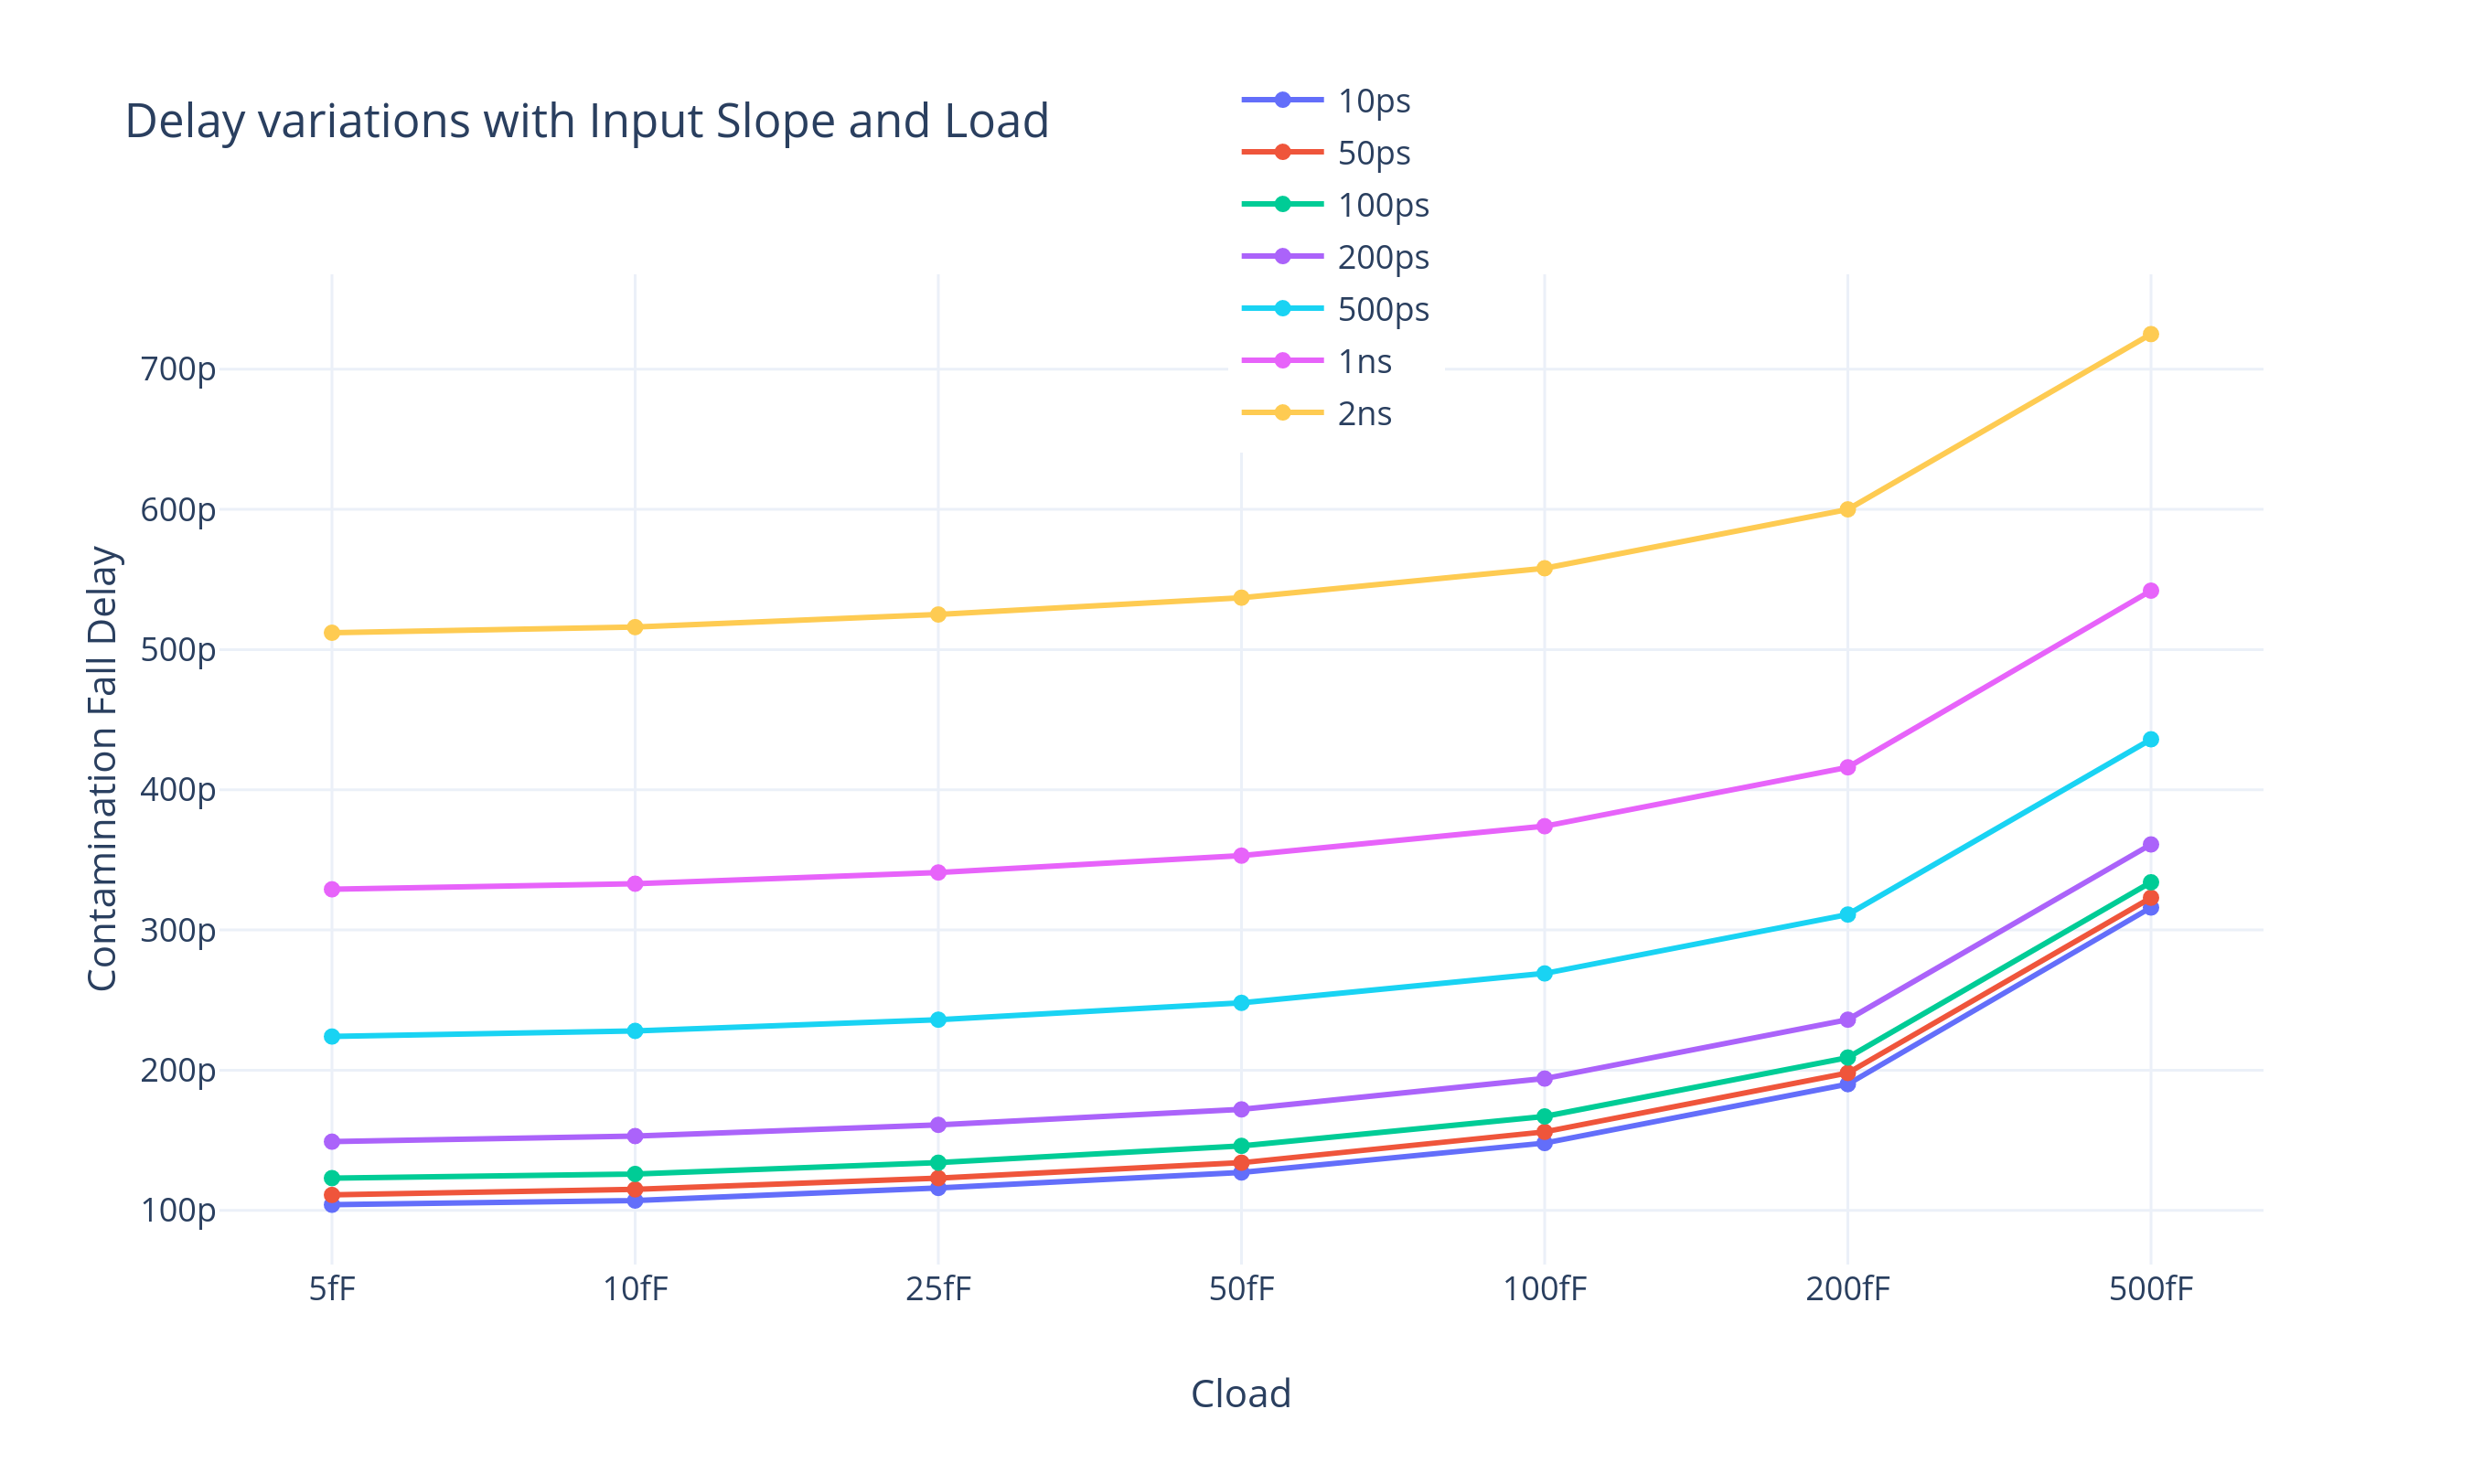 Delay variations with Input Slope and Load
10ps
50ps
100ps
200ps
500ps
1ns
2ns
700p
600p
500p
400p
300p
200p
100p
Contamination Fall Delay
5fF
10fF
25fF
50fF
100fF
200fF
500fF
Cload